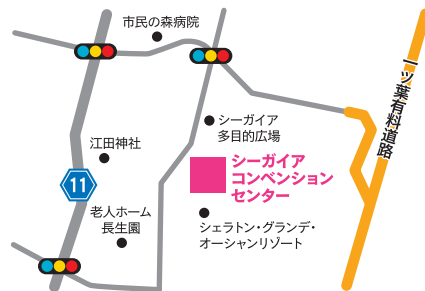 市民の森病院
一ツ葉有料道路
シーガイア
多目的広場
江田神社
シーガイア
コンベンション
センター
11
老人ホーム
長生園
シェラトン・グランデ・
オーシャンリゾート